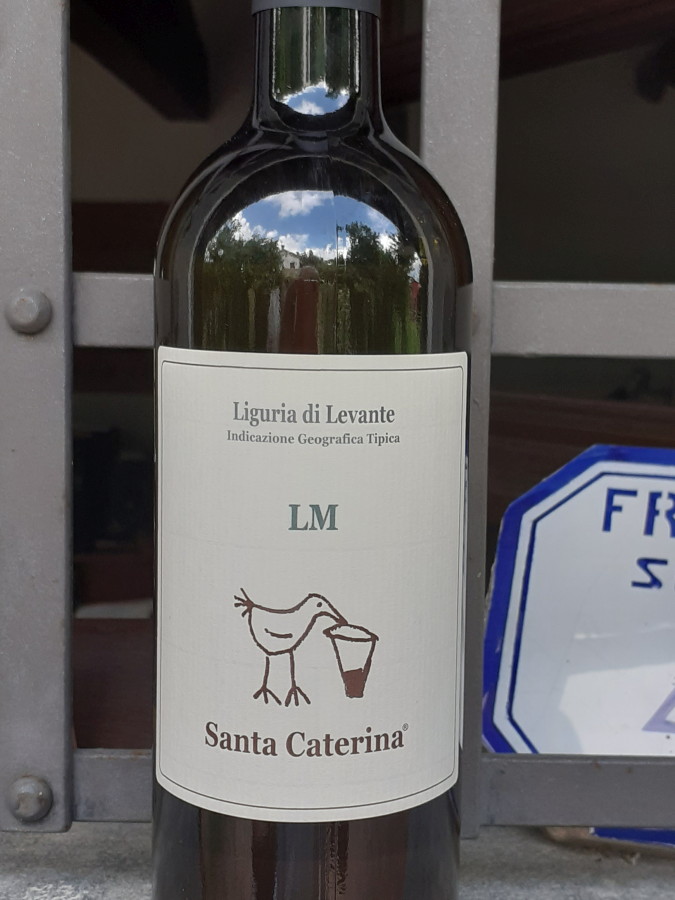 Liguria di Levante
Indicazione Geografica Tipica
LM
Santa Caterina®
FR
S